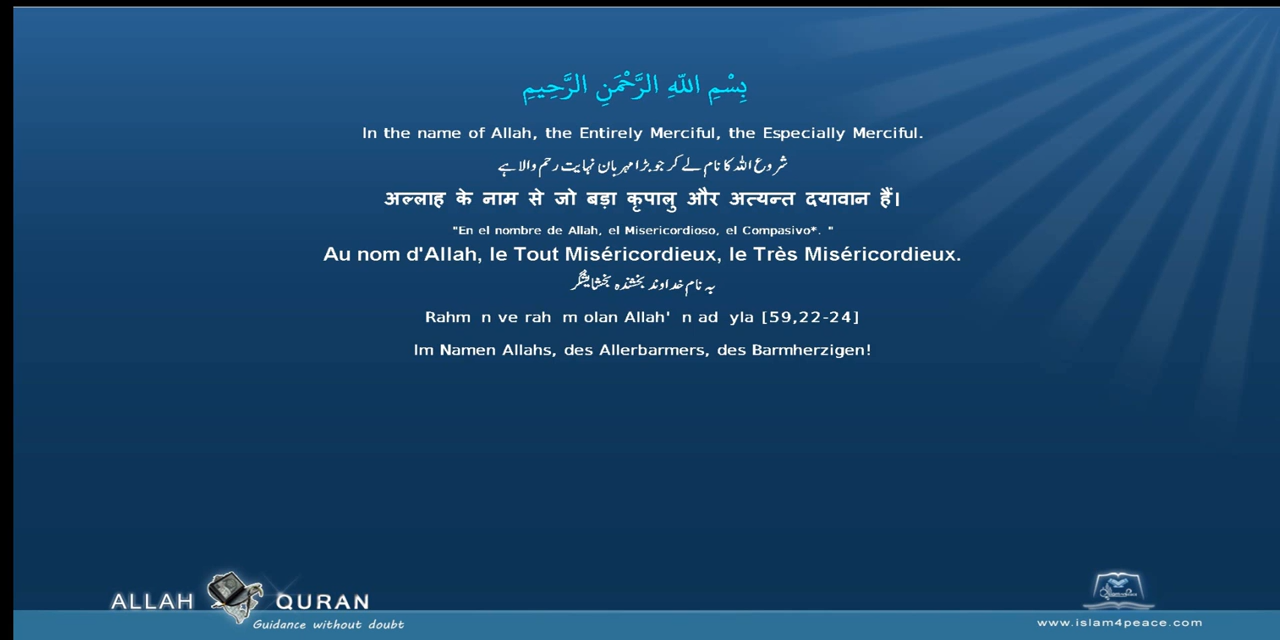 بِسْمِ اللَّهِ الرَّحْمَنِ الرَّحِيمِ
In the name of Allah, the Entirely Merciful, the Especially Merciful.
شروع الله کا نام لے کر جو بڑا مہربان نہایت رحم والا ہے
अल्लाह के नाम से जो बड़ा कृपालु और अत्यन्त दयावान हैं।
"En el nombre de Allah, el Misericordioso, el Compasivo*. "
Au nom d'Allah, le Tout Miséricordieux, le Très Miséricordieux.
به نام خداوند بخشنده بخشایشگر
Rahm n ve rah m olan Allah' n ad yla [59,22-24]
Im Namen Allahs, des Allerbarmers, des Barmherzigen!
ALLAH QURAN
Guidance without doubt
www.islam4peace.com